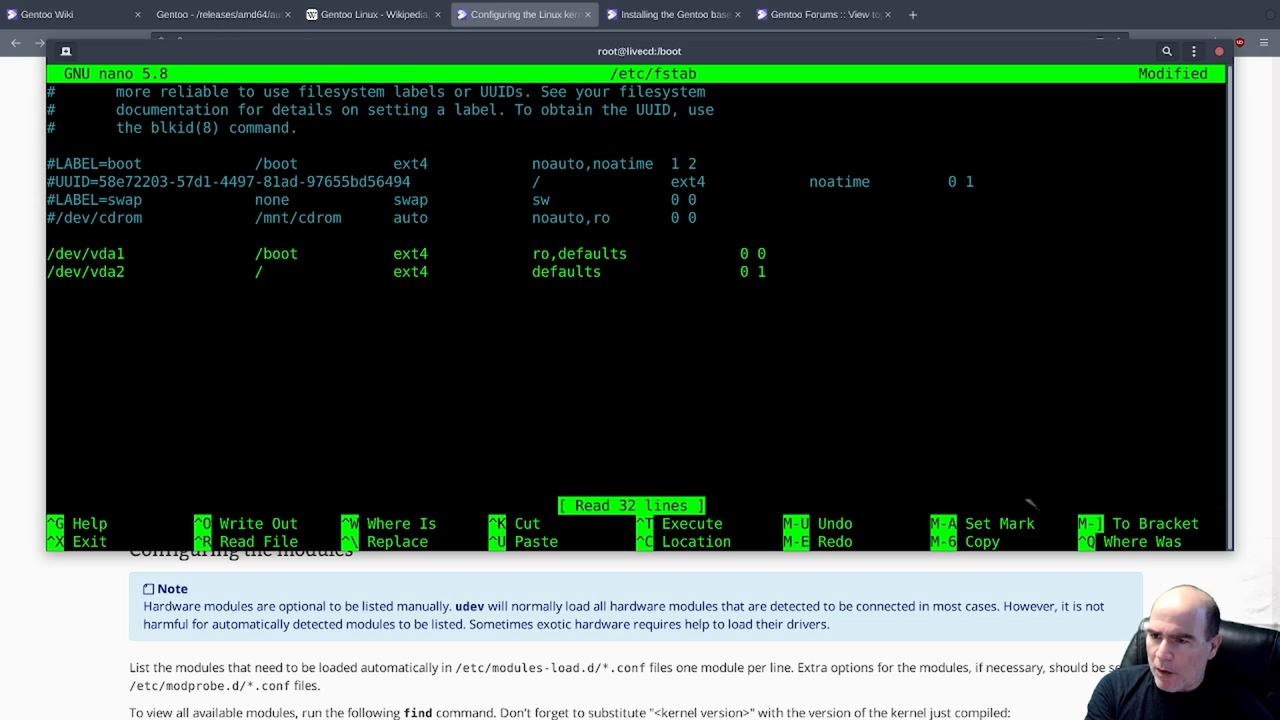 Gentoo Wiki
Gentoo - /releases/amd64/au
Gentoo Linux - Wikipedia,
Configuring the Linux kern
Installing the Gentoo base
Gentoo Forums :: View to
root@livecd:/boot
GNU nano 5.8 /etc/fstab Modified
# more reliable to use filesystem labels or UUIDs. See your filesystem
# documentation for details on setting a label. To obtain the UUID, use
# the blkid(8) command.
#LABEL=boot /boot ext4 noauto,noatime 1 2
#UUID=58e72203-57d1-4497-81ad-97655bd56494 / ext4 noatime 0 1
#LABEL=swap none swap sw 0 0
#/dev/cdrom /mnt/cdrom auto noauto,ro 0 0
/dev/vda1 /boot ext4 ro,defaults 0 0
/dev/vda2 / ext4 defaults 0 1
[ Read 32 lines ]
^G Help ^O Write Out ^W Where Is ^K Cut ^T Execute M-U Undo M-A Set Mark M-] To Bracket
^X Exit ^R Read File ^\ Replace ^U Paste ^C Location M-E Redo M-6 Copy ^Q Where Was
Configuring the modules
Note
Hardware modules are optional to be listed manually. udev will normally load all hardware modules that are detected to be connected in most cases. However, it is not
harmful for automatically detected modules to be listed. Sometimes exotic hardware requires help to load their drivers.
List the modules that need to be loaded automatically in /etc/modules-load.d/*.conf files one module per line. Extra options for the modules, if necessary, should be se
/etc/modprobe.d/*.conf files.
To view all available modules, run the following find command. Don't forget to substitute "<kernel version>" with the version of the kernel just compiled: